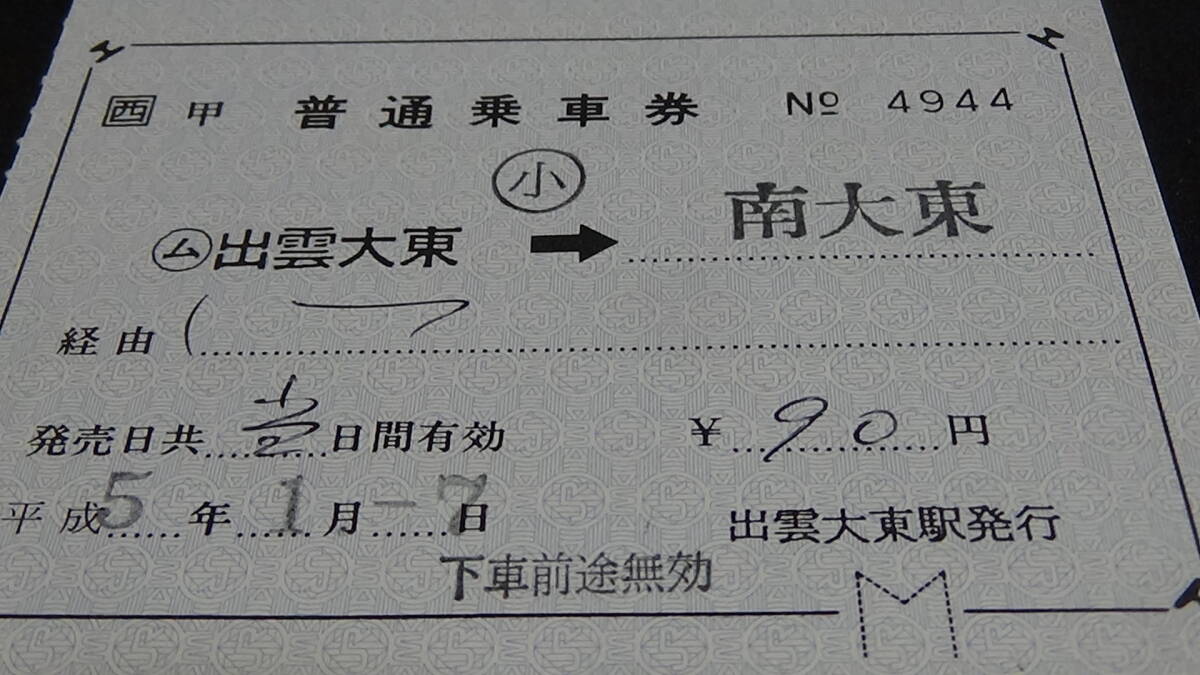 西 甲 普通乗車券 № 4944
小
ム 出雲大東 ➡ 南大東
経由
発売日共 当 日間有効 ¥ 90 円
平成 5 年 1 月 -7 日 出雲大東駅発行
下車前途無効